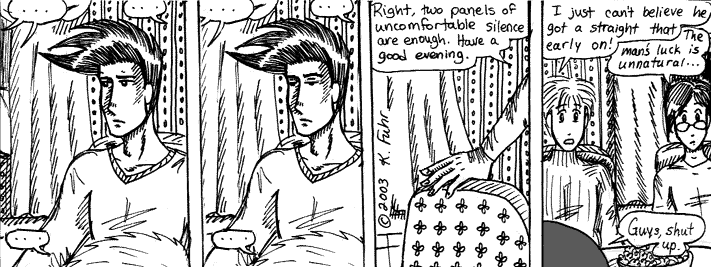 ...
...
...
...
...
...
Right, two panels of
uncomfortable silence
are enough. Have a
good evening.
© 2003 K. Fuhr
I just can't believe he
got a straight that
early on!
The
man's luck is
unnatural...
Guys, shut
up.